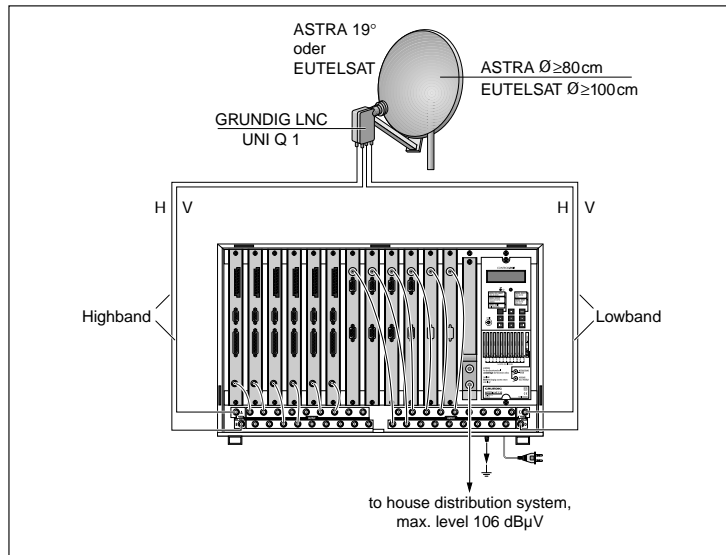 ASTRA 19°
oder
EUTELSAT
ASTRA Ø≥80cm
EUTELSAT Ø≥100cm
GRUNDIG LNC
UNI Q 1
H V
H V
Highband
Lowband
to house distribution system,
max. level 106 dBµV